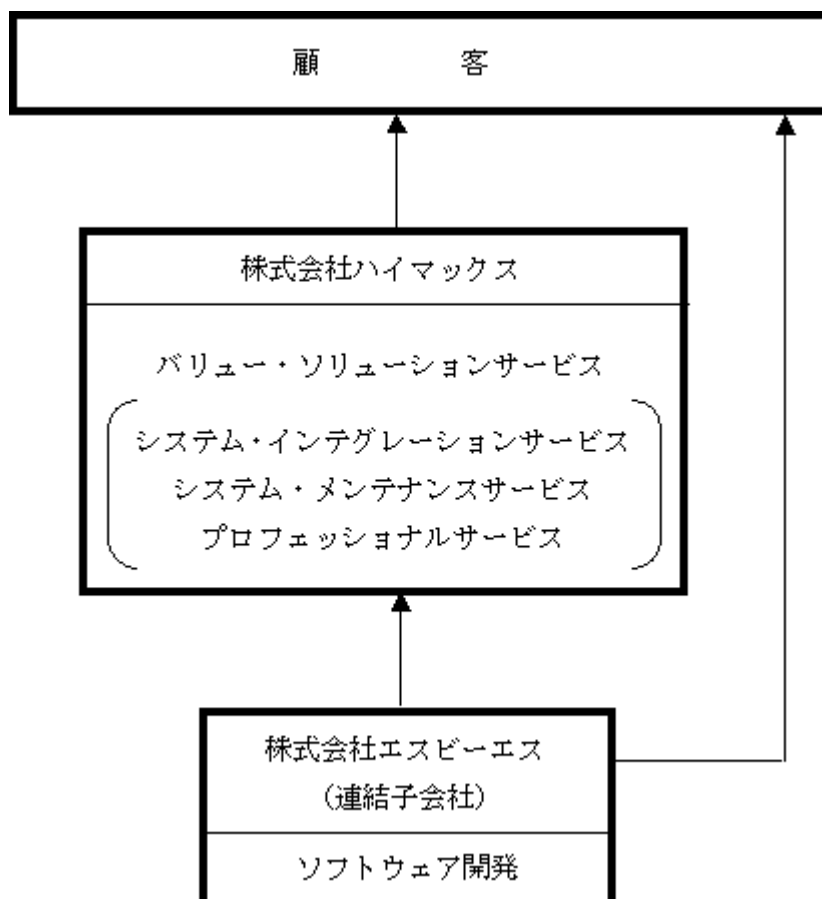 顧客
株式会社ハイマックス
バリュー・ソリューションサービス
システム・インテグレーションサービス
システム・メンテナンスサービス
プロフェッショナルサービス
株式会社エスビーエス
(連結子会社)
ソフトウェア開発